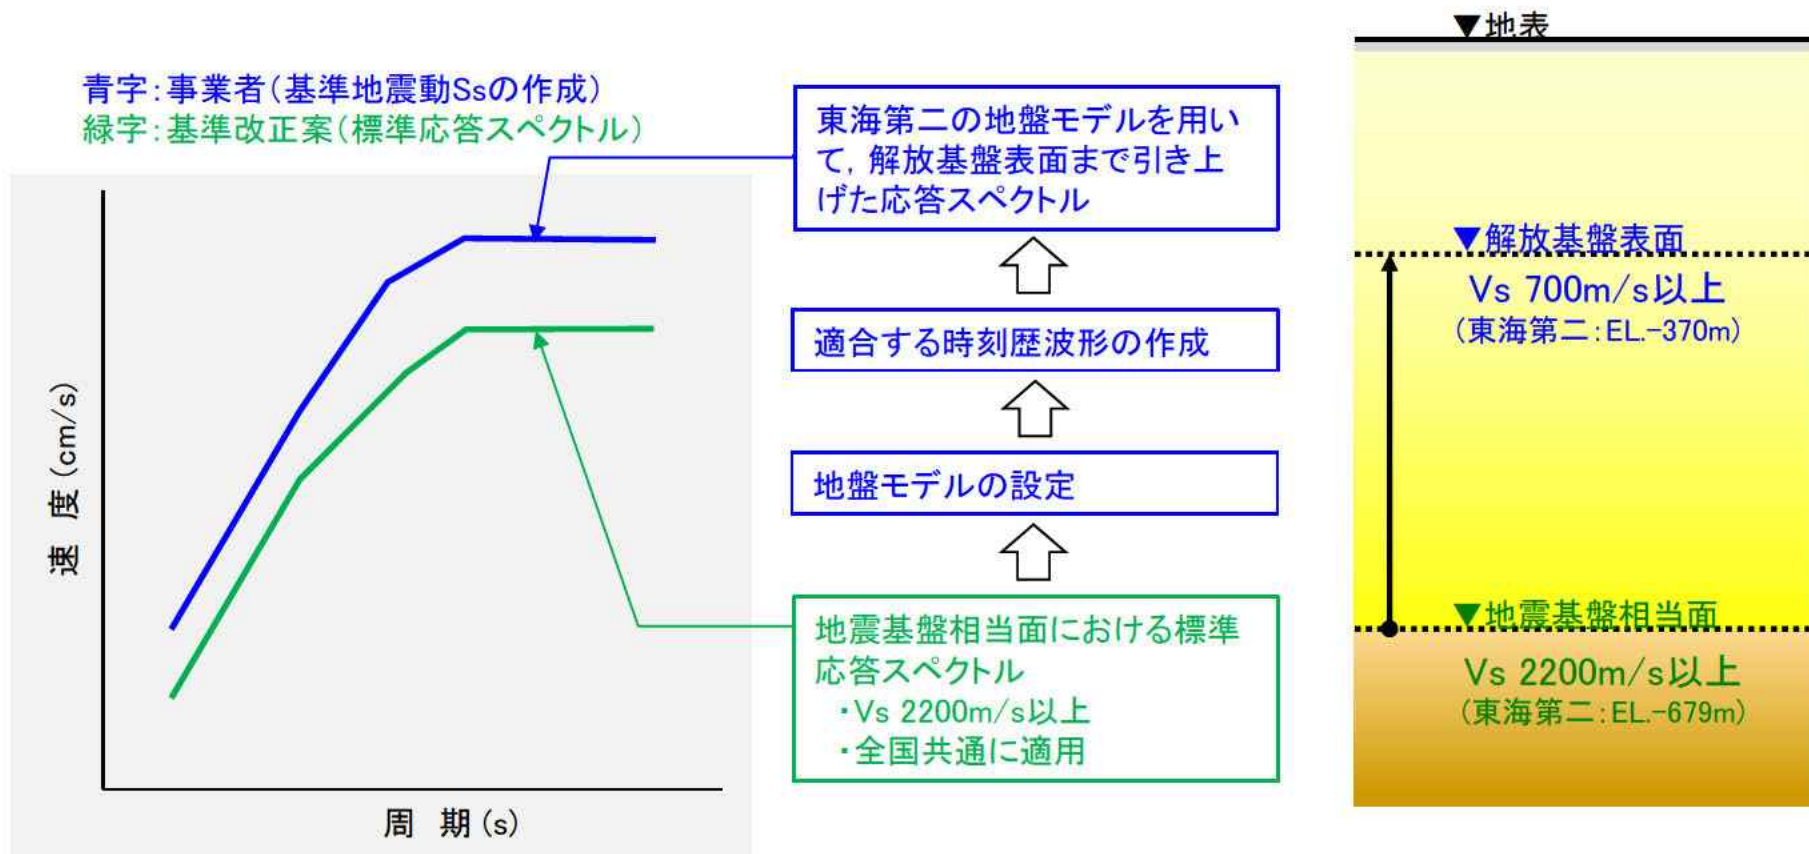 青字：事業者（基準地震動Ssの作成）
緑字：基準改正案（標準応答スペクトル）
速 度 (cm/s)
周 期 (s)
東海第二の地盤モデルを用い
て，解放基盤表面まで引き上
げた応答スペクトル
適合する時刻歴波形の作成
地盤モデルの設定
地震基盤相当面における標準
応答スペクトル
・Vs 2200m/s以上
・全国共通に適用
▼地表
▼解放基盤表面
Vs 700m/s以上
（東海第二：EL.-370m）
▼地震基盤相当面
Vs 2200m/s以上
（東海第二：EL.-679m）